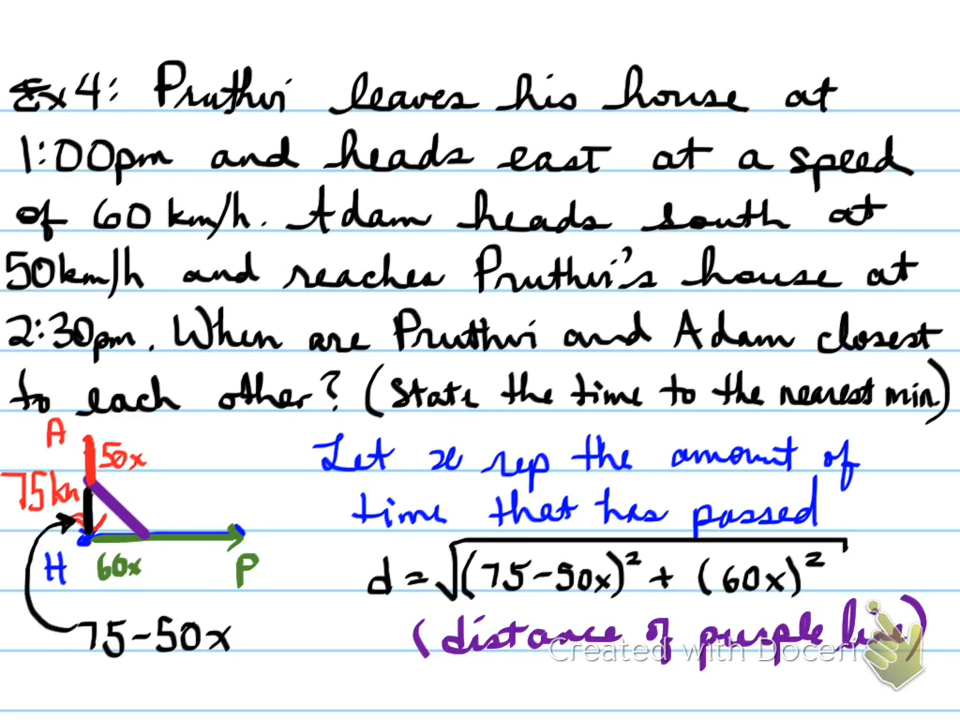 Ex 4: Pruthvi leaves his house at
1:00pm and heads east at a speed
of 60 km/h. Adam heads south at
50km/h and reaches Pruthvi's house at
2:30pm. When are Pruthvi and Adam closest
to each other? (State the time to the nearest min.)
A
50x
75km
H
60x
P
75-50x
Let x rep the amount of
time that has passed
d = √(75-50x)² + (60x)²
(distance of purple line)
Created with Doceri